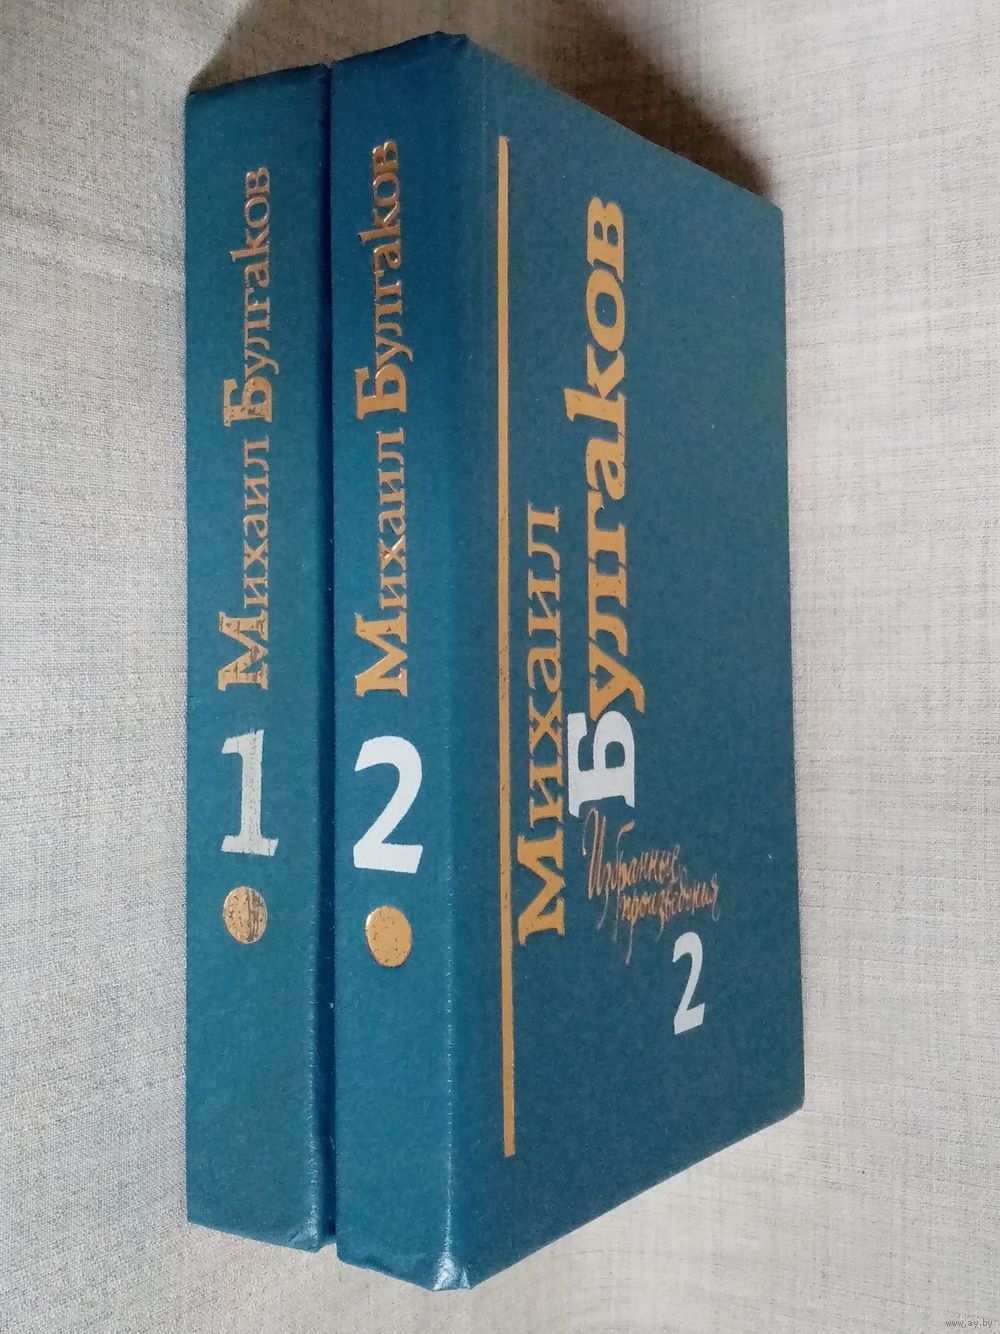 1 Михаил Булгаков
2 Михаил Булгаков
Михаил
Булгаков
Избранные
произведения
2
www.ay.by